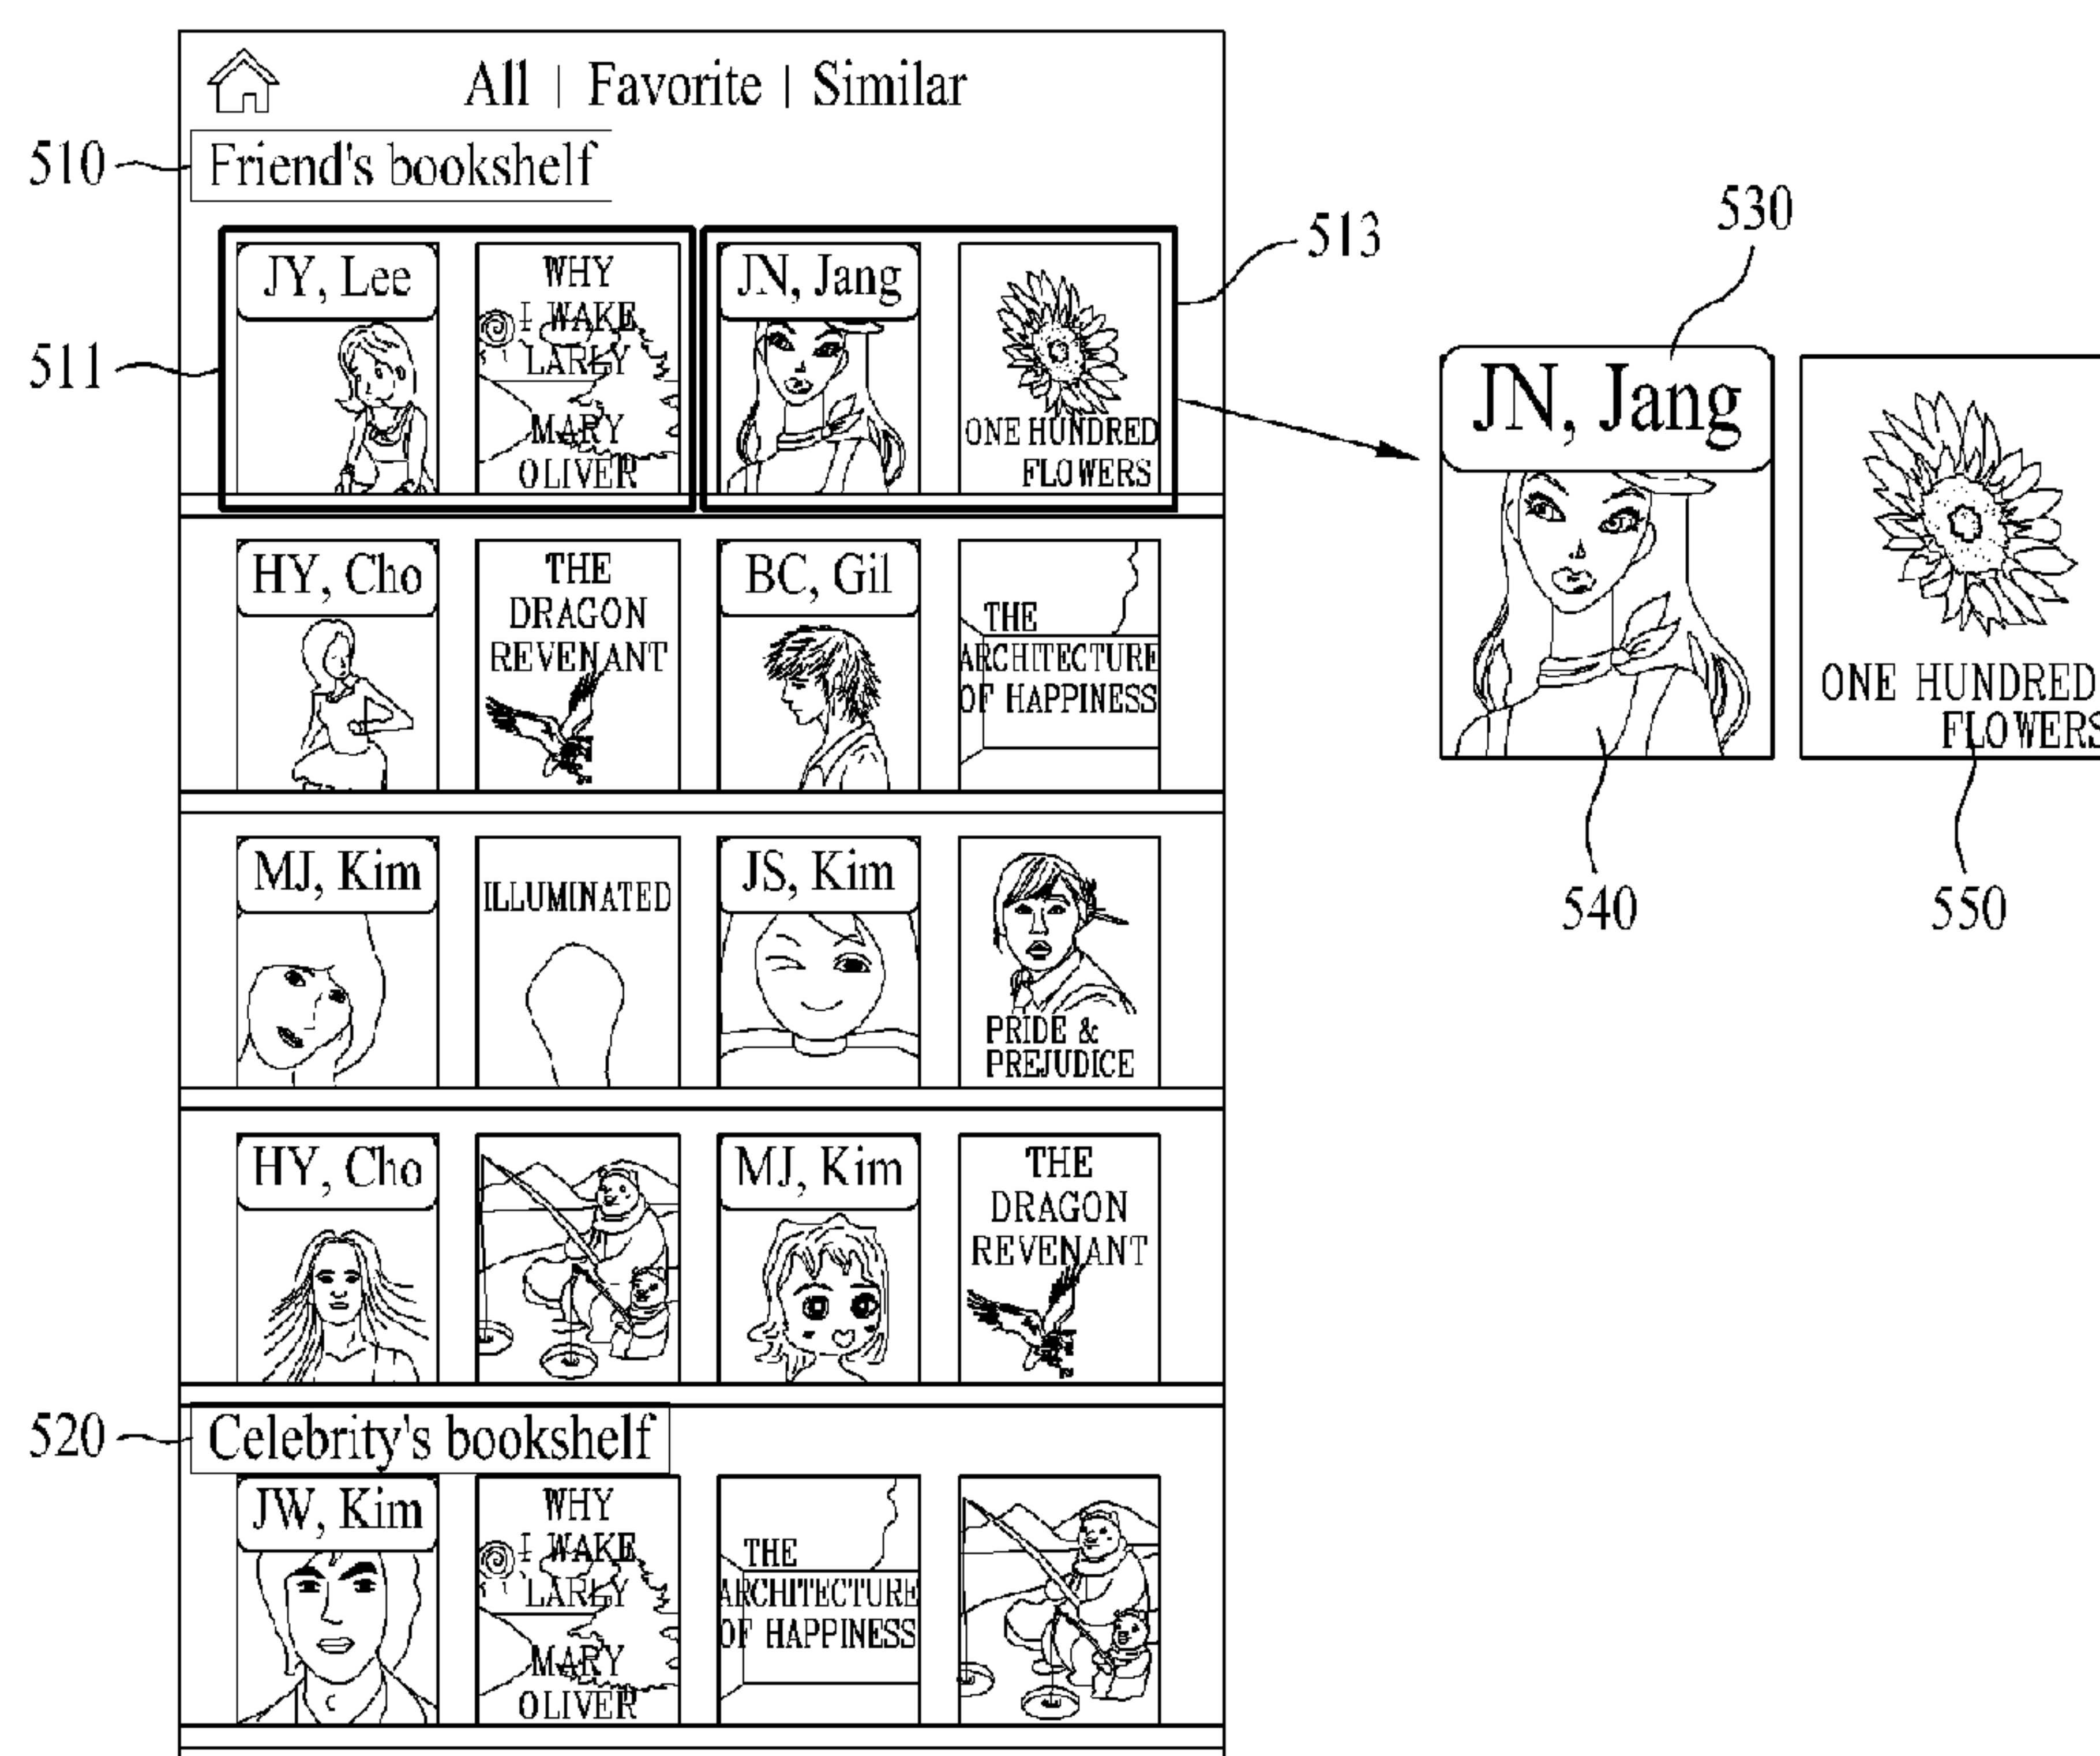 All | Favorite | Similar
510
Friend's bookshelf
530
513
JY, Lee
WHY
I WAKE
LARLY
MARY
OLIVER
JN, Jang
ONE HUNDRED
FLOWERS
511
JN, Jang
ONE HUNDRED
FLOWERS
540
550
HY, Cho
THE
DRAGON
REVENANT
BC, Gil
THE
ARCHITECTURE
OF HAPPINESS
MJ, Kim
ILLUMINATED
JS, Kim
PRIDE &
PREJUDICE
HY, Cho
MJ, Kim
THE
DRAGON
REVENANT
520
Celebrity's bookshelf
JW, Kim
WHY
I WAKE
LARLY
MARY
OLIVER
THE
ARCHITECTURE
OF HAPPINESS